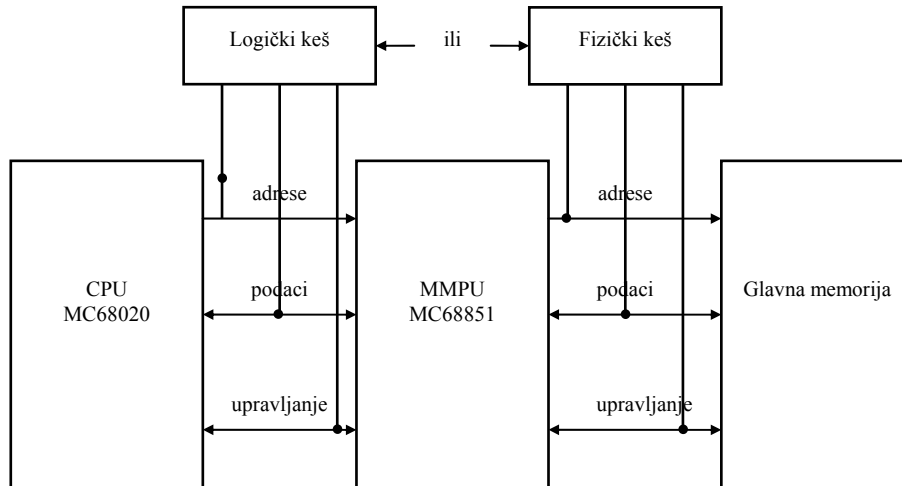 Logički keš
ili
Fizički keš
adrese
adrese
CPU
MC68020
podaci
MMPU
MC68851
podaci
Glavna memorija
upravljanje
upravljanje